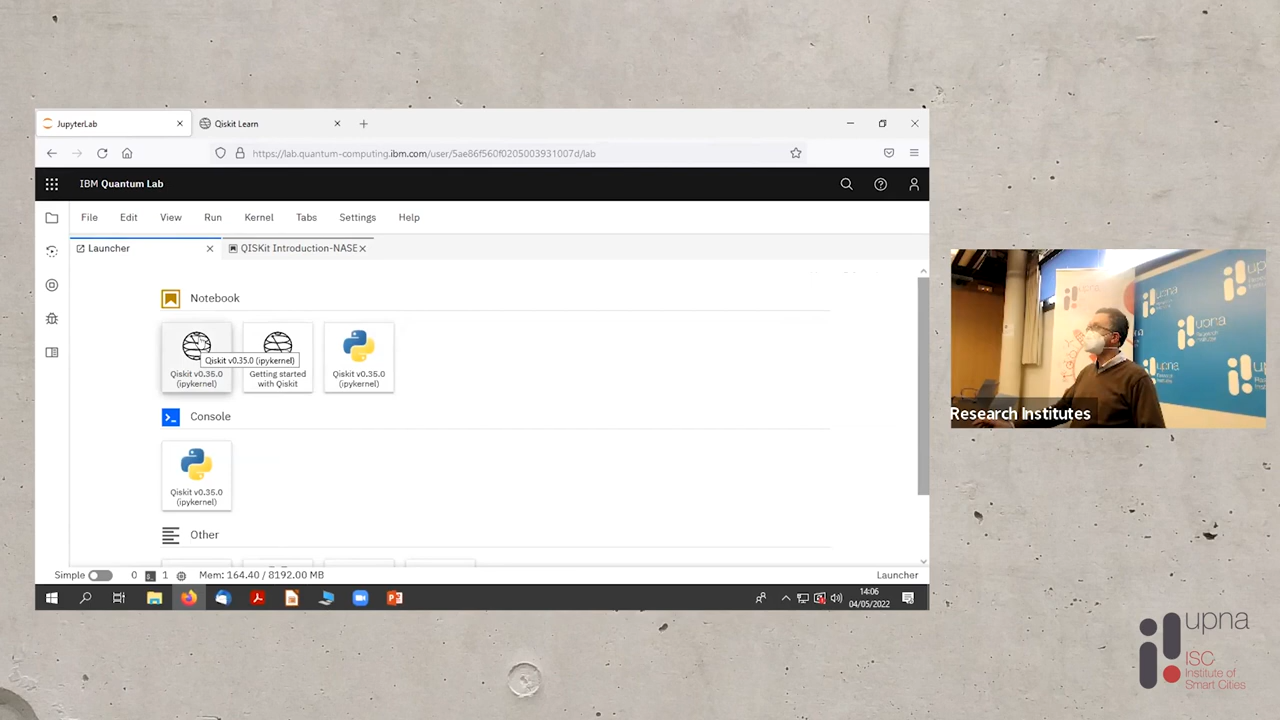 JupyterLab
Qiskit Learn
https://lab.quantum-computing.ibm.com/user/5ae86f560f0205003931007d/lab
IBM Quantum Lab
File Edit View Run Kernel Tabs Settings Help
Launcher
QISKit Introduction-NASE
Notebook
Qiskit v0.35.0 (ipykernel)
Qiskit v0.35.0
(ipykernel)
Getting started
with Qiskit
Qiskit v0.35.0
(ipykernel)
Console
Qiskit v0.35.0
(ipykernel)
Other
Simple 0 1 Mem: 164.40 / 8192.00 MB Launcher
14:06
04/05/2022
upna
Research Institutes
upna
ISC
Institute of
Smart Cities